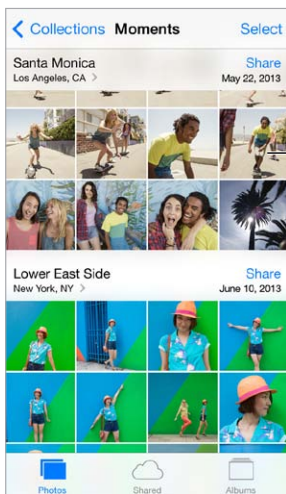 Collections Moments Select
Santa Monica Share
Los Angeles, CA > May 22, 2013
Lower East Side Share
New York, NY > June 10, 2013
Photos Shared Albums